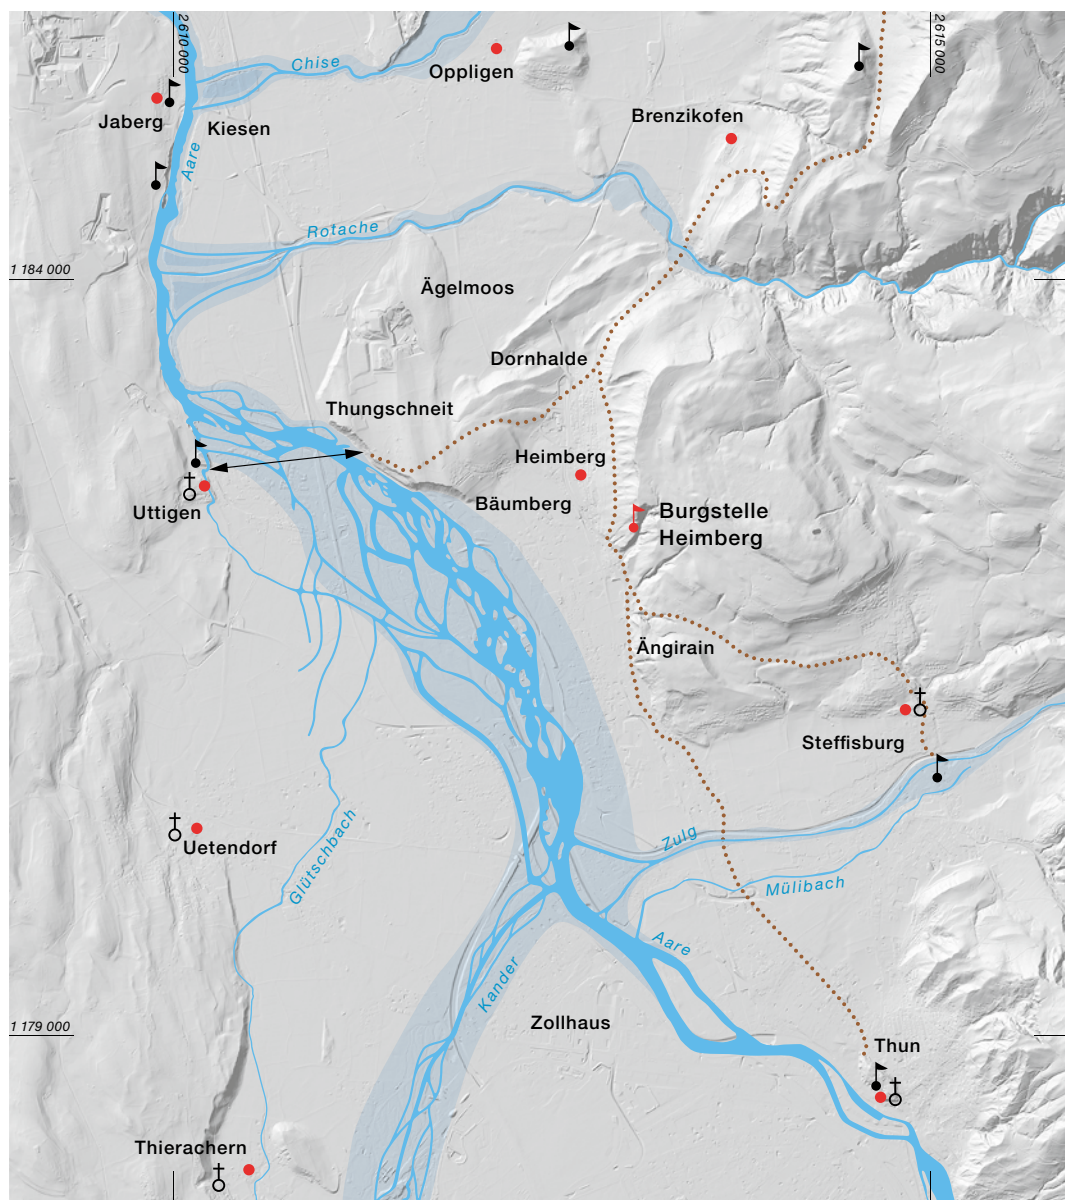 2 610 000
2 615 000
Chise
Oppligen
Jaberg
Kiesen
Brenzikofen
Aare
Rotache
1 184 000
Ägelmoos
Dornhalde
Thungschneit
Heimberg
Bäumberg
Uttigen
Burgstelle
Heimberg
Ängirain
Steffisburg
Zulg
Uetendorf
Glütschbach
Mülibach
Aare
Kander
Zollhaus
1 179 000
Thun
Thierachern